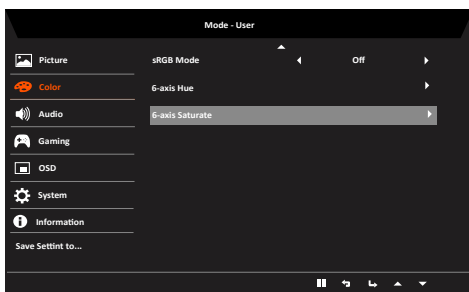 Mode - User
Picture
sRGB Mode Off
Color
6-axis Hue
Audio
6-axis Saturate
Gaming
OSD
System
Information
Save Settint to...